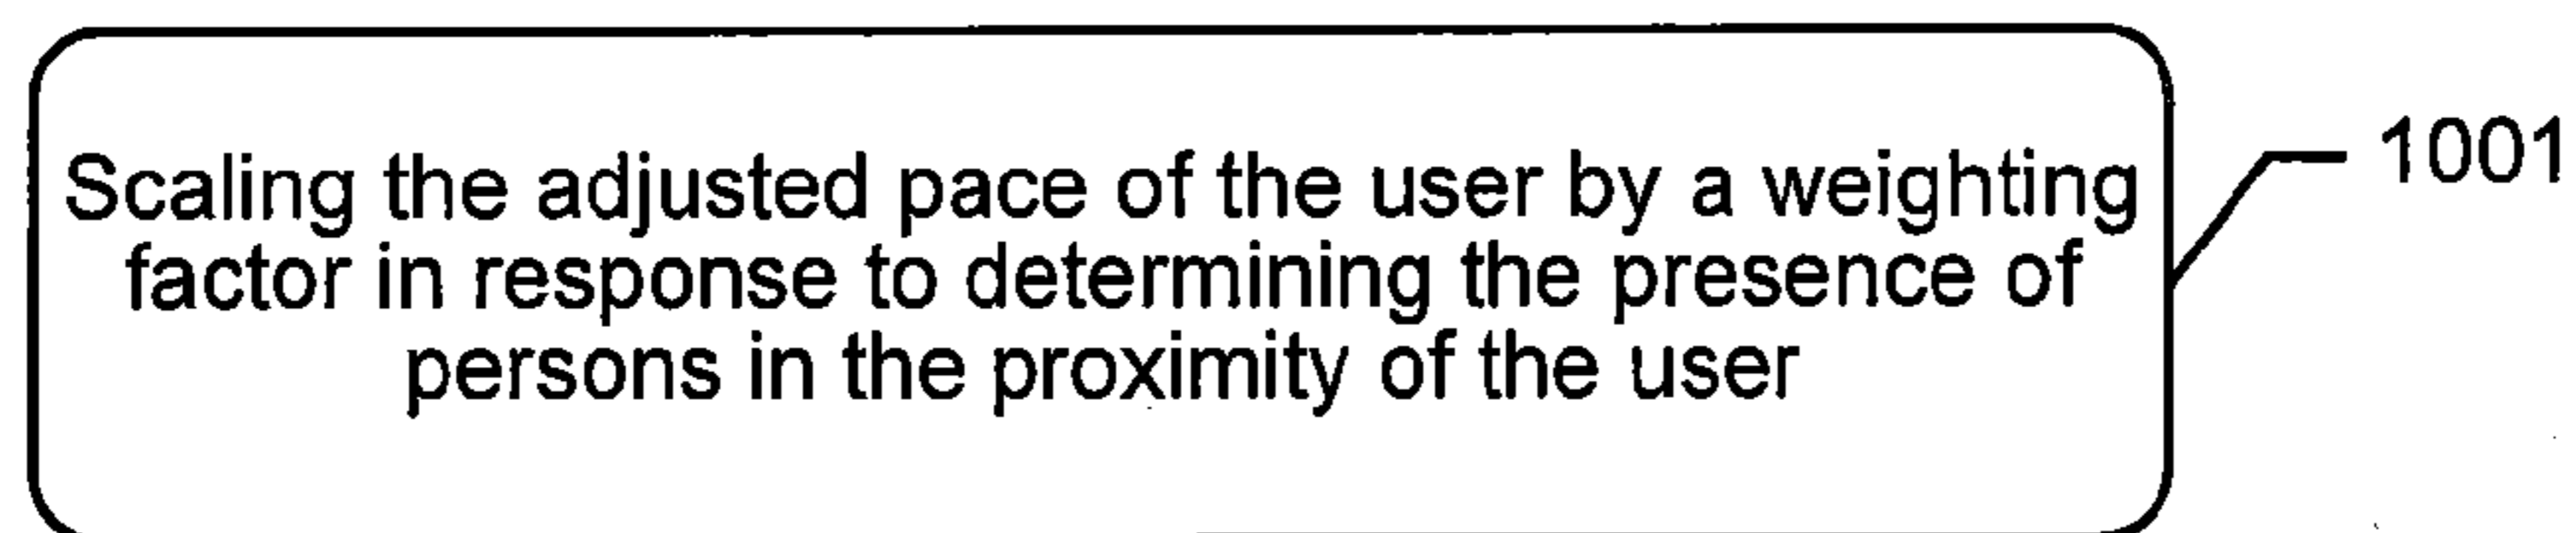 Scaling the adjusted pace of the user by a weighting
factor in response to determining the presence of
persons in the proximity of the user
1001